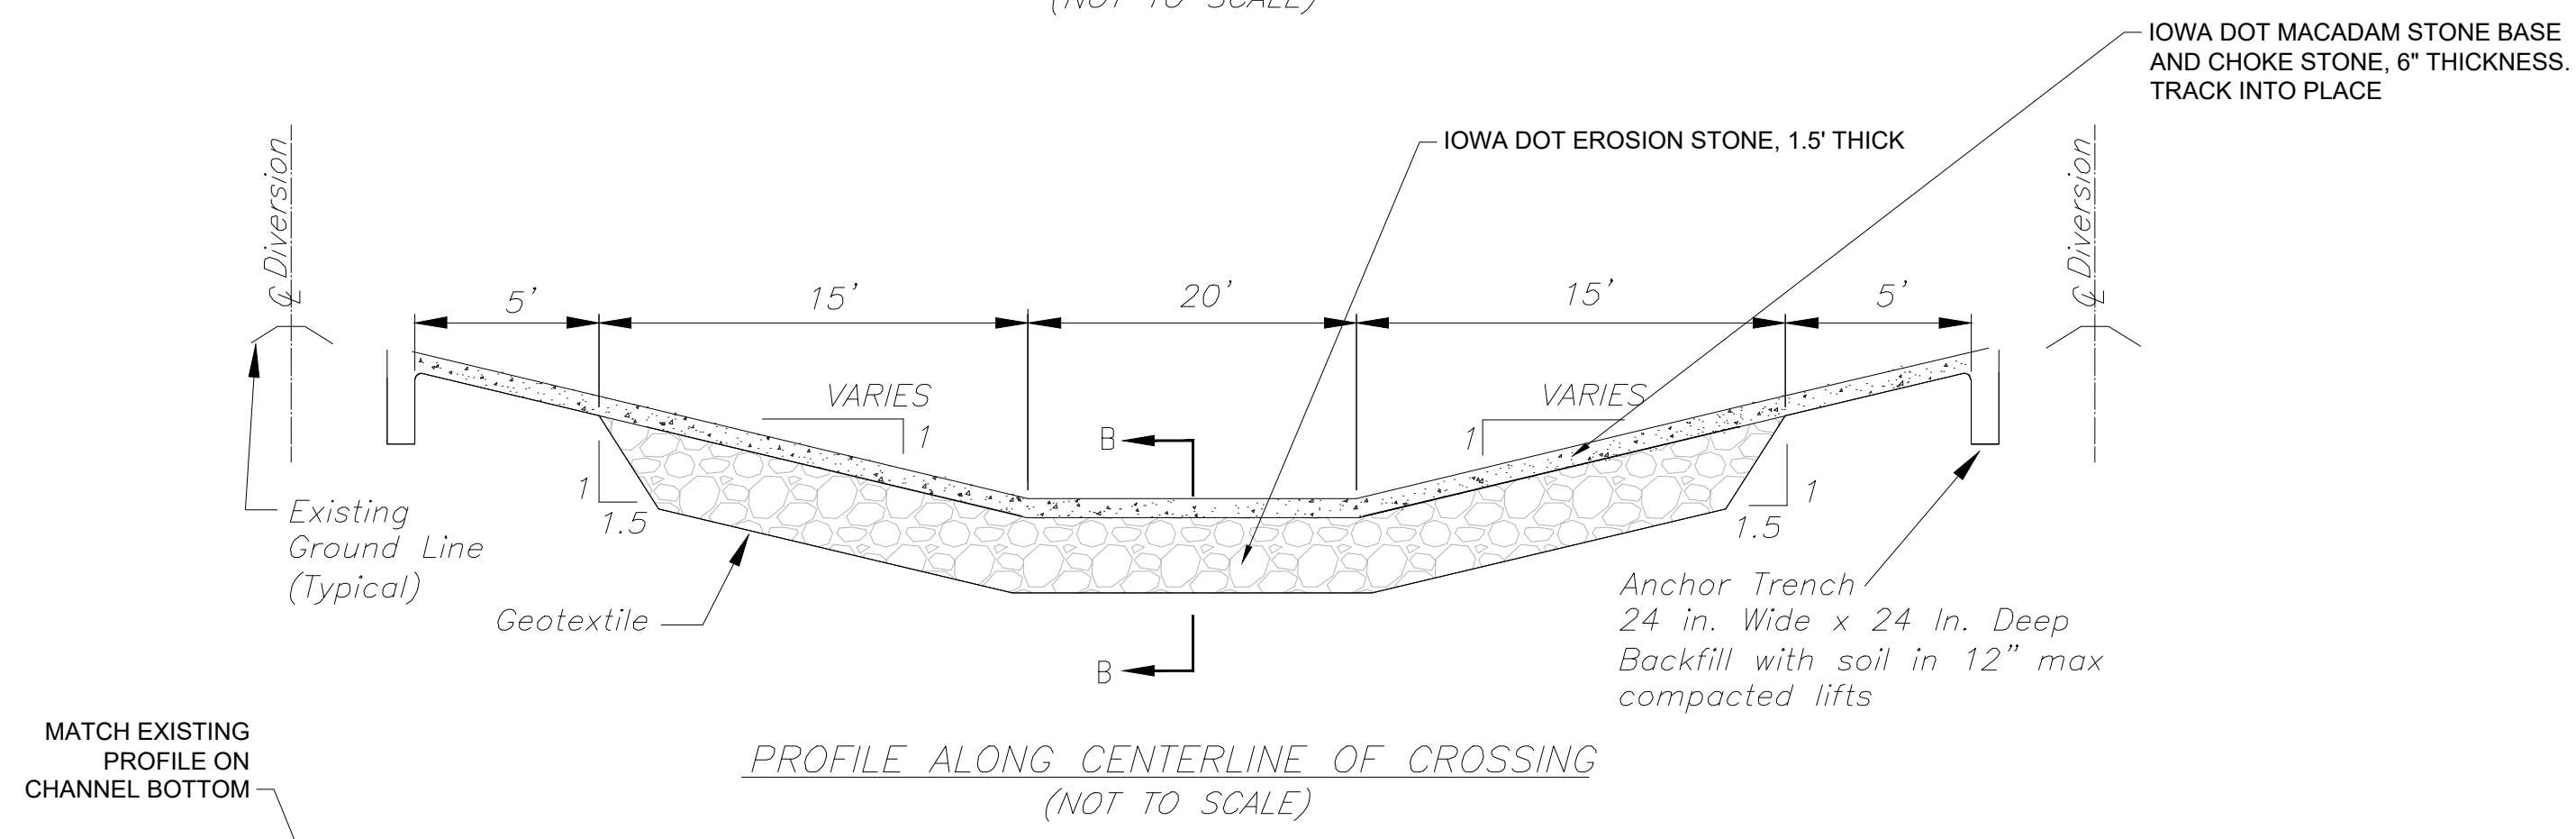 (NOT TO SCALE)
IOWA DOT MACADAM STONE BASE
AND CHOKE STONE, 6" THICKNESS.
TRACK INTO PLACE
IOWA DOT EROSION STONE, 1.5' THICK
℄ Diversion
℄ Diversion
5'
15'
20'
15'
5'
VARIES
1
VARIES
1
B
1
1.5
1
1.5
Existing
Ground Line
(Typical)
Geotextile
B
Anchor Trench
24 in. Wide x 24 In. Deep
Backfill with soil in 12" max
compacted lifts
MATCH EXISTING
PROFILE ON
CHANNEL BOTTOM
PROFILE ALONG CENTERLINE OF CROSSING
(NOT TO SCALE)